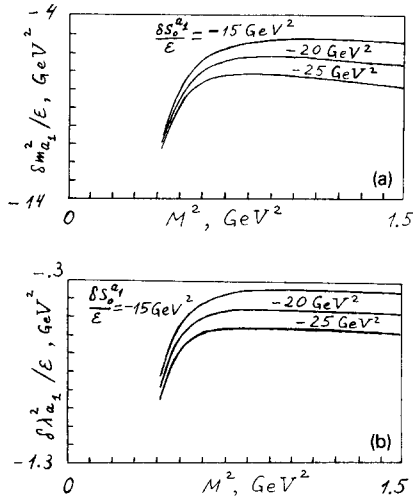 -4
δS₀^{a₁}/ε = -15 GeV²
-20 GeV²
-25 GeV²
δm²_{a₁}/ε, GeV²
(a)
-14
0
M², GeV²
1.5
-.3
δS₀^{a₁}/ε = -15 GeV²
-20 GeV²
-25 GeV²
δλ²_{a₁}/ε, GeV²
(b)
-1.3
0
M², GeV²
1.5